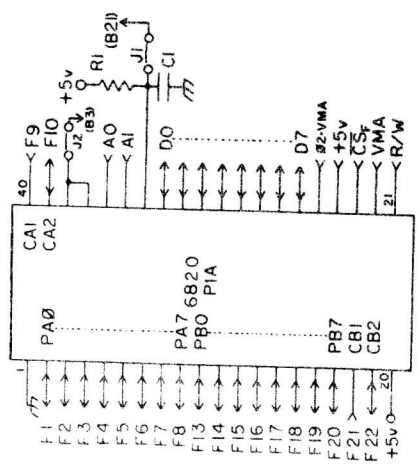 (B21)
+5v
R1
J1
C1
J2
(B3)
40
F9
F10
A0
A1
D0
D7
Ø2·VMA
+5v
CSF
VMA
R/W
21
CA1
CA2
6820
PIA
1
PAØ
PA7
PBØ
PB7
CB1
CB2
20
F1
F2
F3
F4
F5
F6
F7
F8
F13
F14
F15
F16
F17
F18
F19
F20
F21
F22
+5v